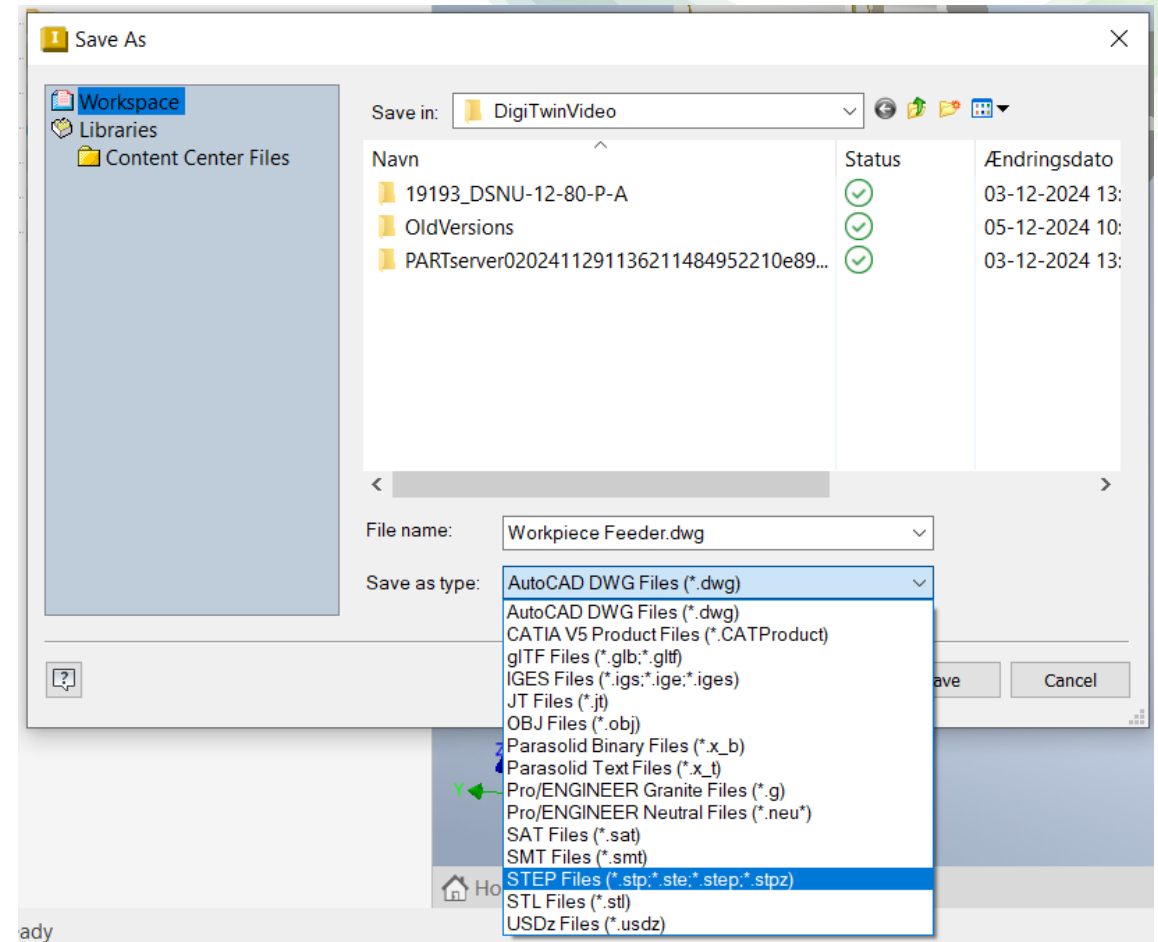 Save As
Workspace
Libraries
Content Center Files
Save in: DigiTwinVideo
Navn Status Ændringsdato
19193_DSNU-12-80-P-A 03-12-2024 13:
OldVersions 05-12-2024 10:
PARTserver0202411291136211484952210e89... 03-12-2024 13:
File name: Workpiece Feeder.dwg
Save as type: AutoCAD DWG Files (*.dwg)
AutoCAD DWG Files (*.dwg)
CATIA V5 Product Files (*.CATProduct)
glTF Files (*.glb;*.gltf)
IGES Files (*.igs;*.ige;*.iges)
JT Files (*.jt)
ave Cancel
OBJ Files (*.obj)
Parasolid Binary Files (*.x_b)
Z
Parasolid Text Files (*.x_t)
Y
Pro/ENGINEER Granite Files (*.g)
Pro/ENGINEER Neutral Files (*.neu*)
SAT Files (*.sat)
SMT Files (*.smt)
STEP Files (*.stp;*.ste;*.step;*.stpz)
Ho
STL Files (*.stl)
USDz Files (*.usdz)
ady